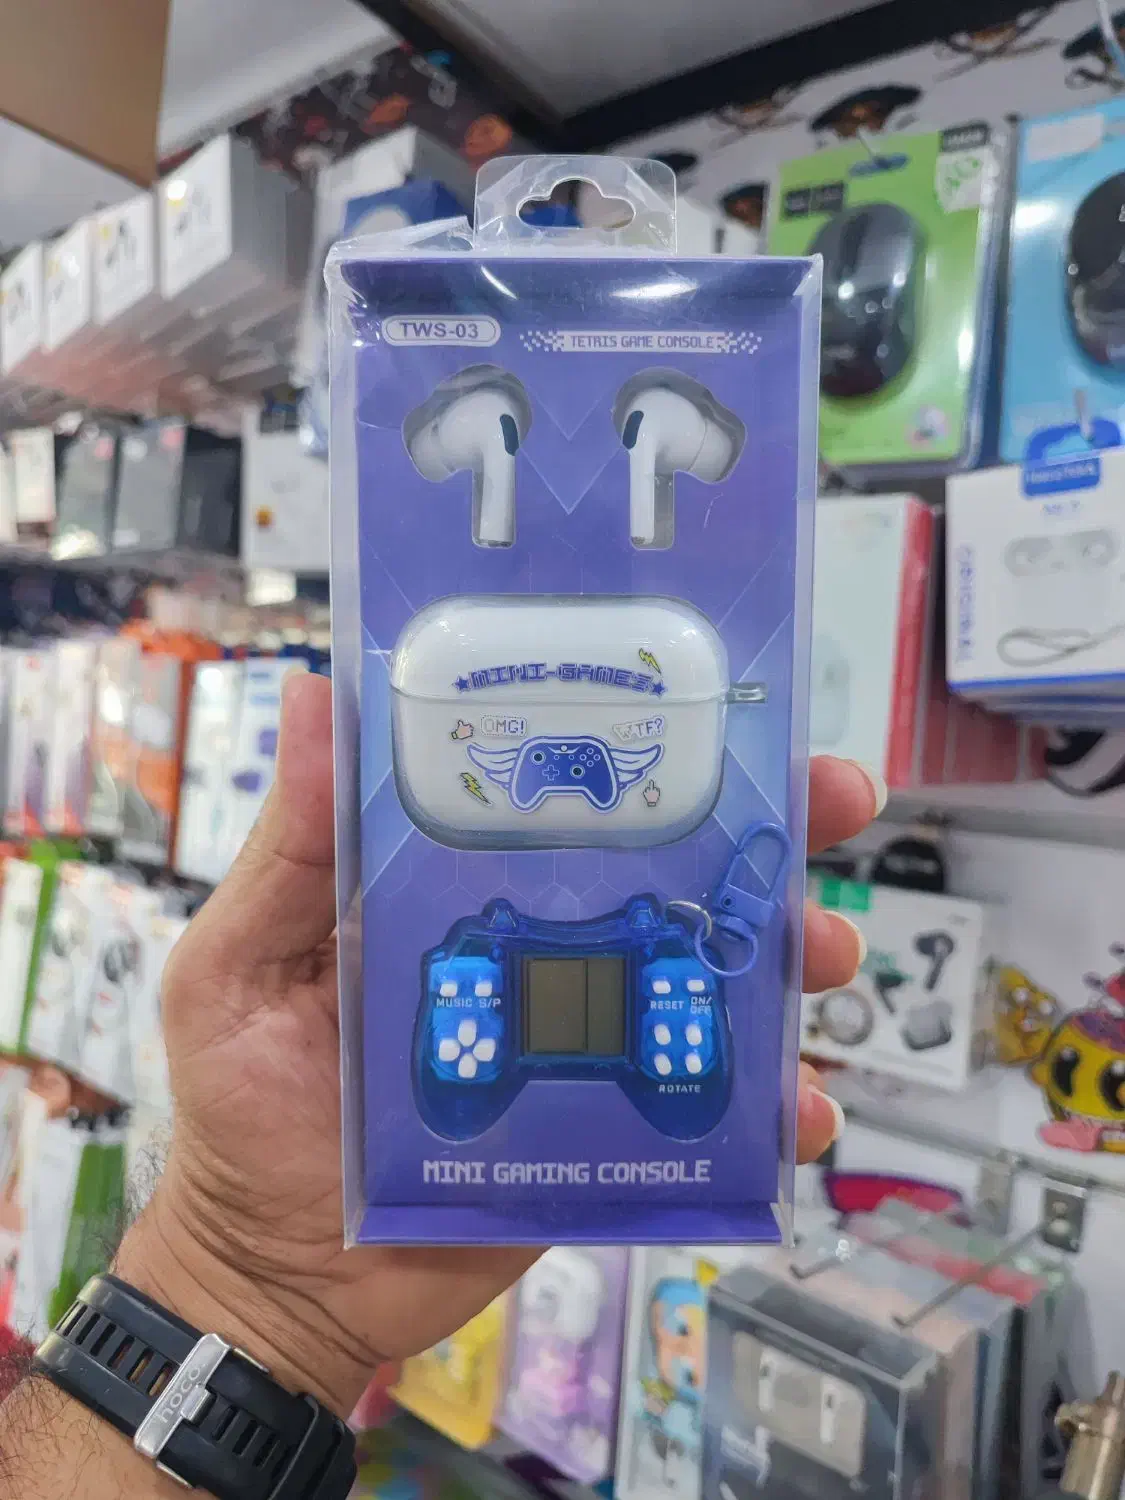 TWS-03
TETRIS GAME CONSOLE
MINI-GAMES
OMG!
WTF?
MUSIC S/P
RESET ON/
OFF
ROTATE
MINI GAMING CONSOLE
hoco.